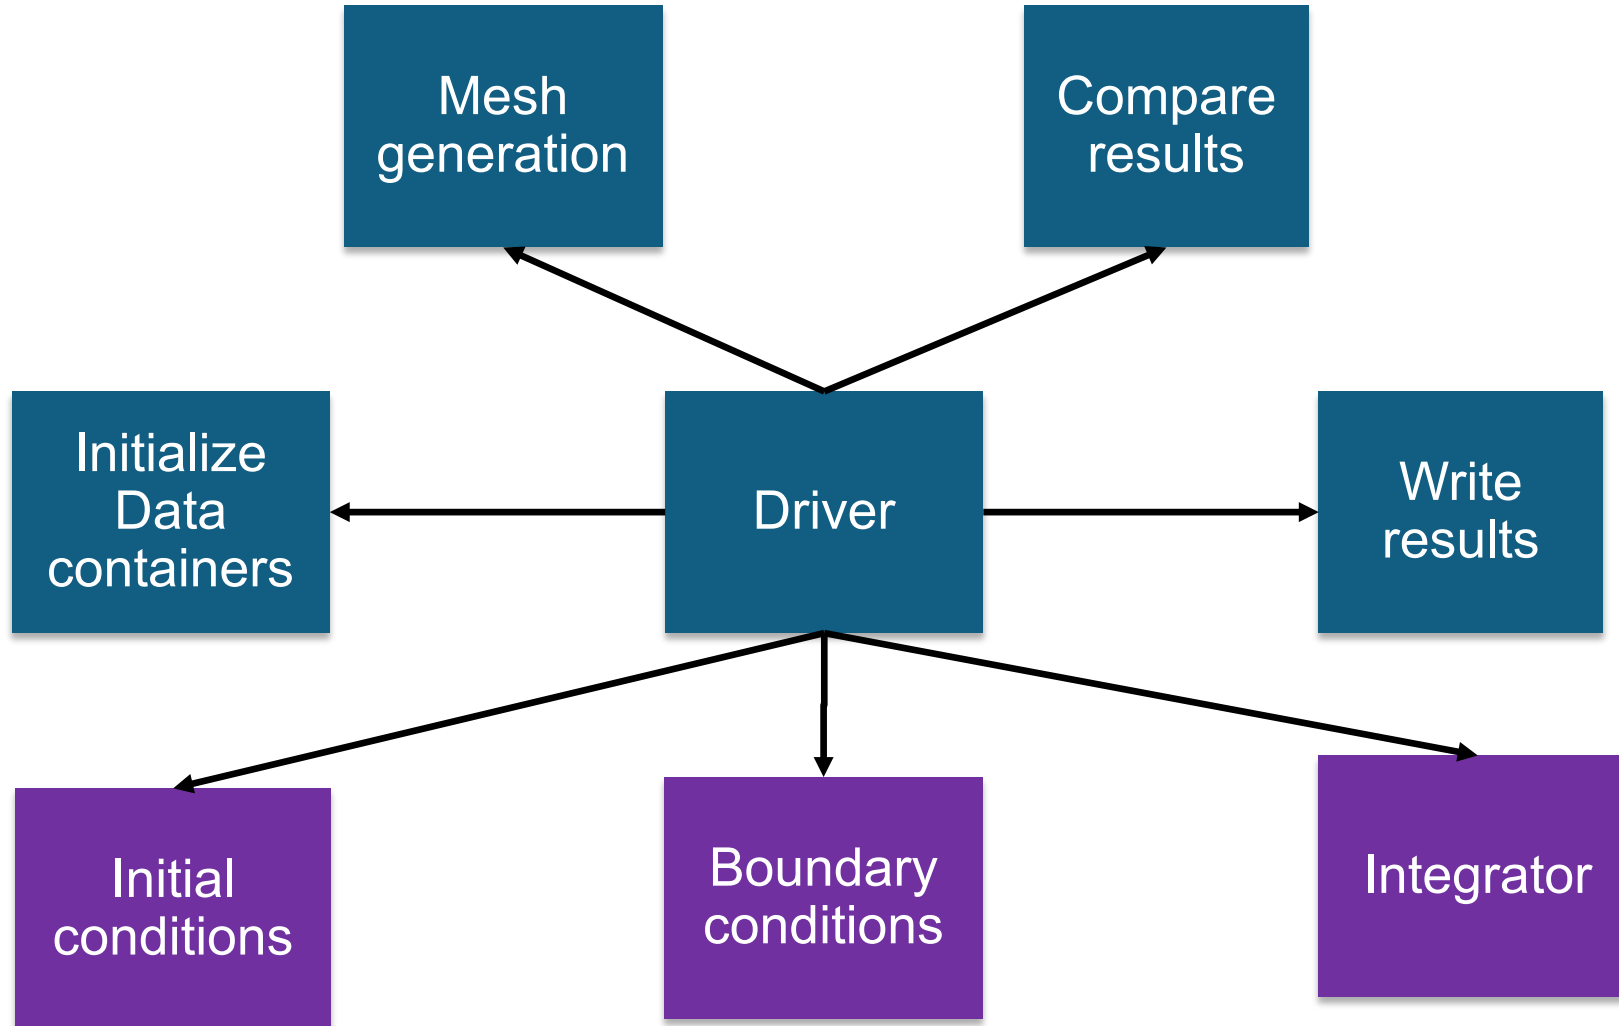 Mesh
generation
Compare
results
Initialize
Data
containers
Driver
Write
results
Initial
conditions
Boundary
conditions
Integrator